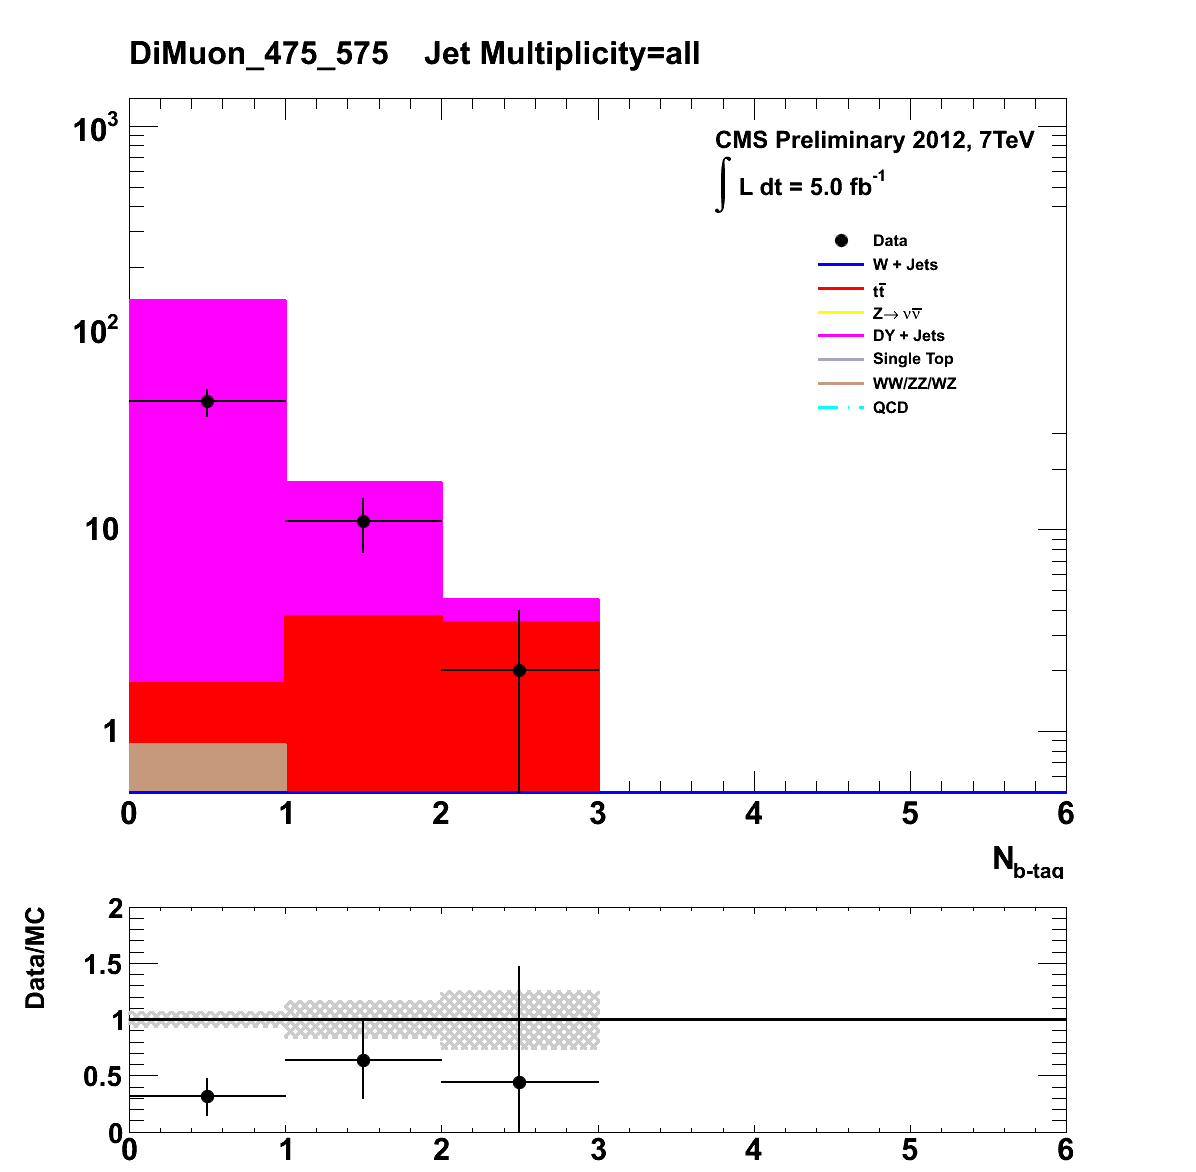 DiMuon_475_575 Jet Multiplicity=all
10³
CMS Preliminary 2012, 7TeV
∫ L dt = 5.0 fb⁻¹
Data
W + Jets
tt̅
Z→ νν̅
DY + Jets
Single Top
WW/ZZ/WZ
QCD
10²
10
1
0 1 2 3 4 5 6
N_b-tag
Data/MC
2
1.5
1
0.5
0
0 1 2 3 4 5 6